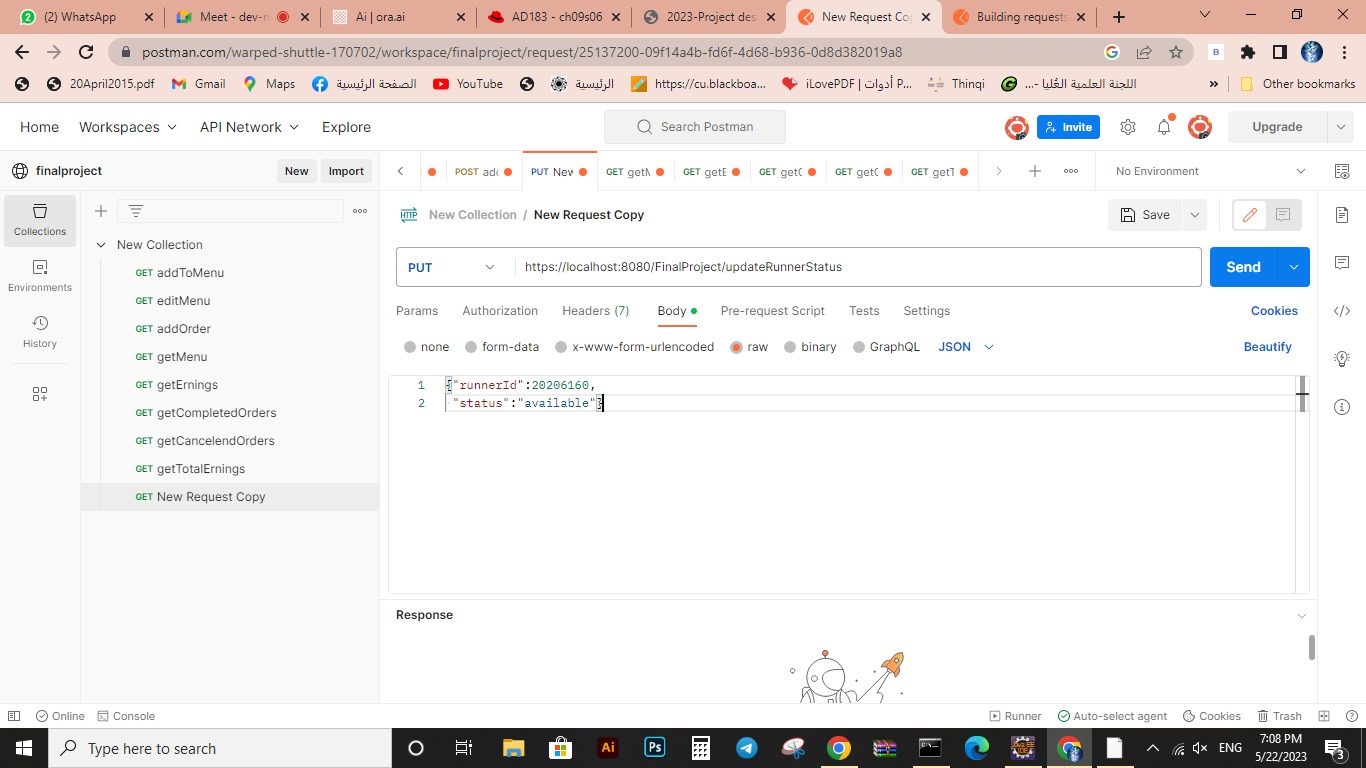 (2) WhatsApp
Meet - dev-n
Ai | ora.ai
AD183 - ch09s06
2023-Project des
New Request Cop
Building requests
postman.com/warped-shuttle-170702/workspace/finalproject/request/25137200-09f14a4b-fd6f-4d68-b936-0d8d382019a8
20April2015.pdf
Gmail
Maps
الصفحة الرئيسية
YouTube
الرئيسية
https://cu.blackboa...
iLovePDF | أدوات P...
Thinqi
اللجنة العلمية العُليا -...
»
Other bookmarks
Home
Workspaces
API Network
Explore
Search Postman
Invite
Upgrade
finalproject
New
Import
POST add
PUT New
GET getM
GET getE
GET getC
GET getC
GET getT
No Environment
Collections
Environments
History
New Collection
GET addToMenu
GET editMenu
GET addOrder
GET getMenu
GET getErnings
GET getCompletedOrders
GET getCancelendOrders
GET getTotalErnings
GET New Request Copy
HTTP
New Collection / New Request Copy
Save
PUT
https://localhost:8080/FinalProject/updateRunnerStatus
Send
Params
Authorization
Headers (7)
Body
Pre-request Script
Tests
Settings
Cookies
none
form-data
x-www-form-urlencoded
raw
binary
GraphQL
JSON
Beautify
1 {"runnerId":20206160,
2 "status":"available"}
Response
Online
Console
Runner
Auto-select agent
Cookies
Trash
Type here to search
Ai
Ps
ENG
7:08 PM
5/22/2023
3